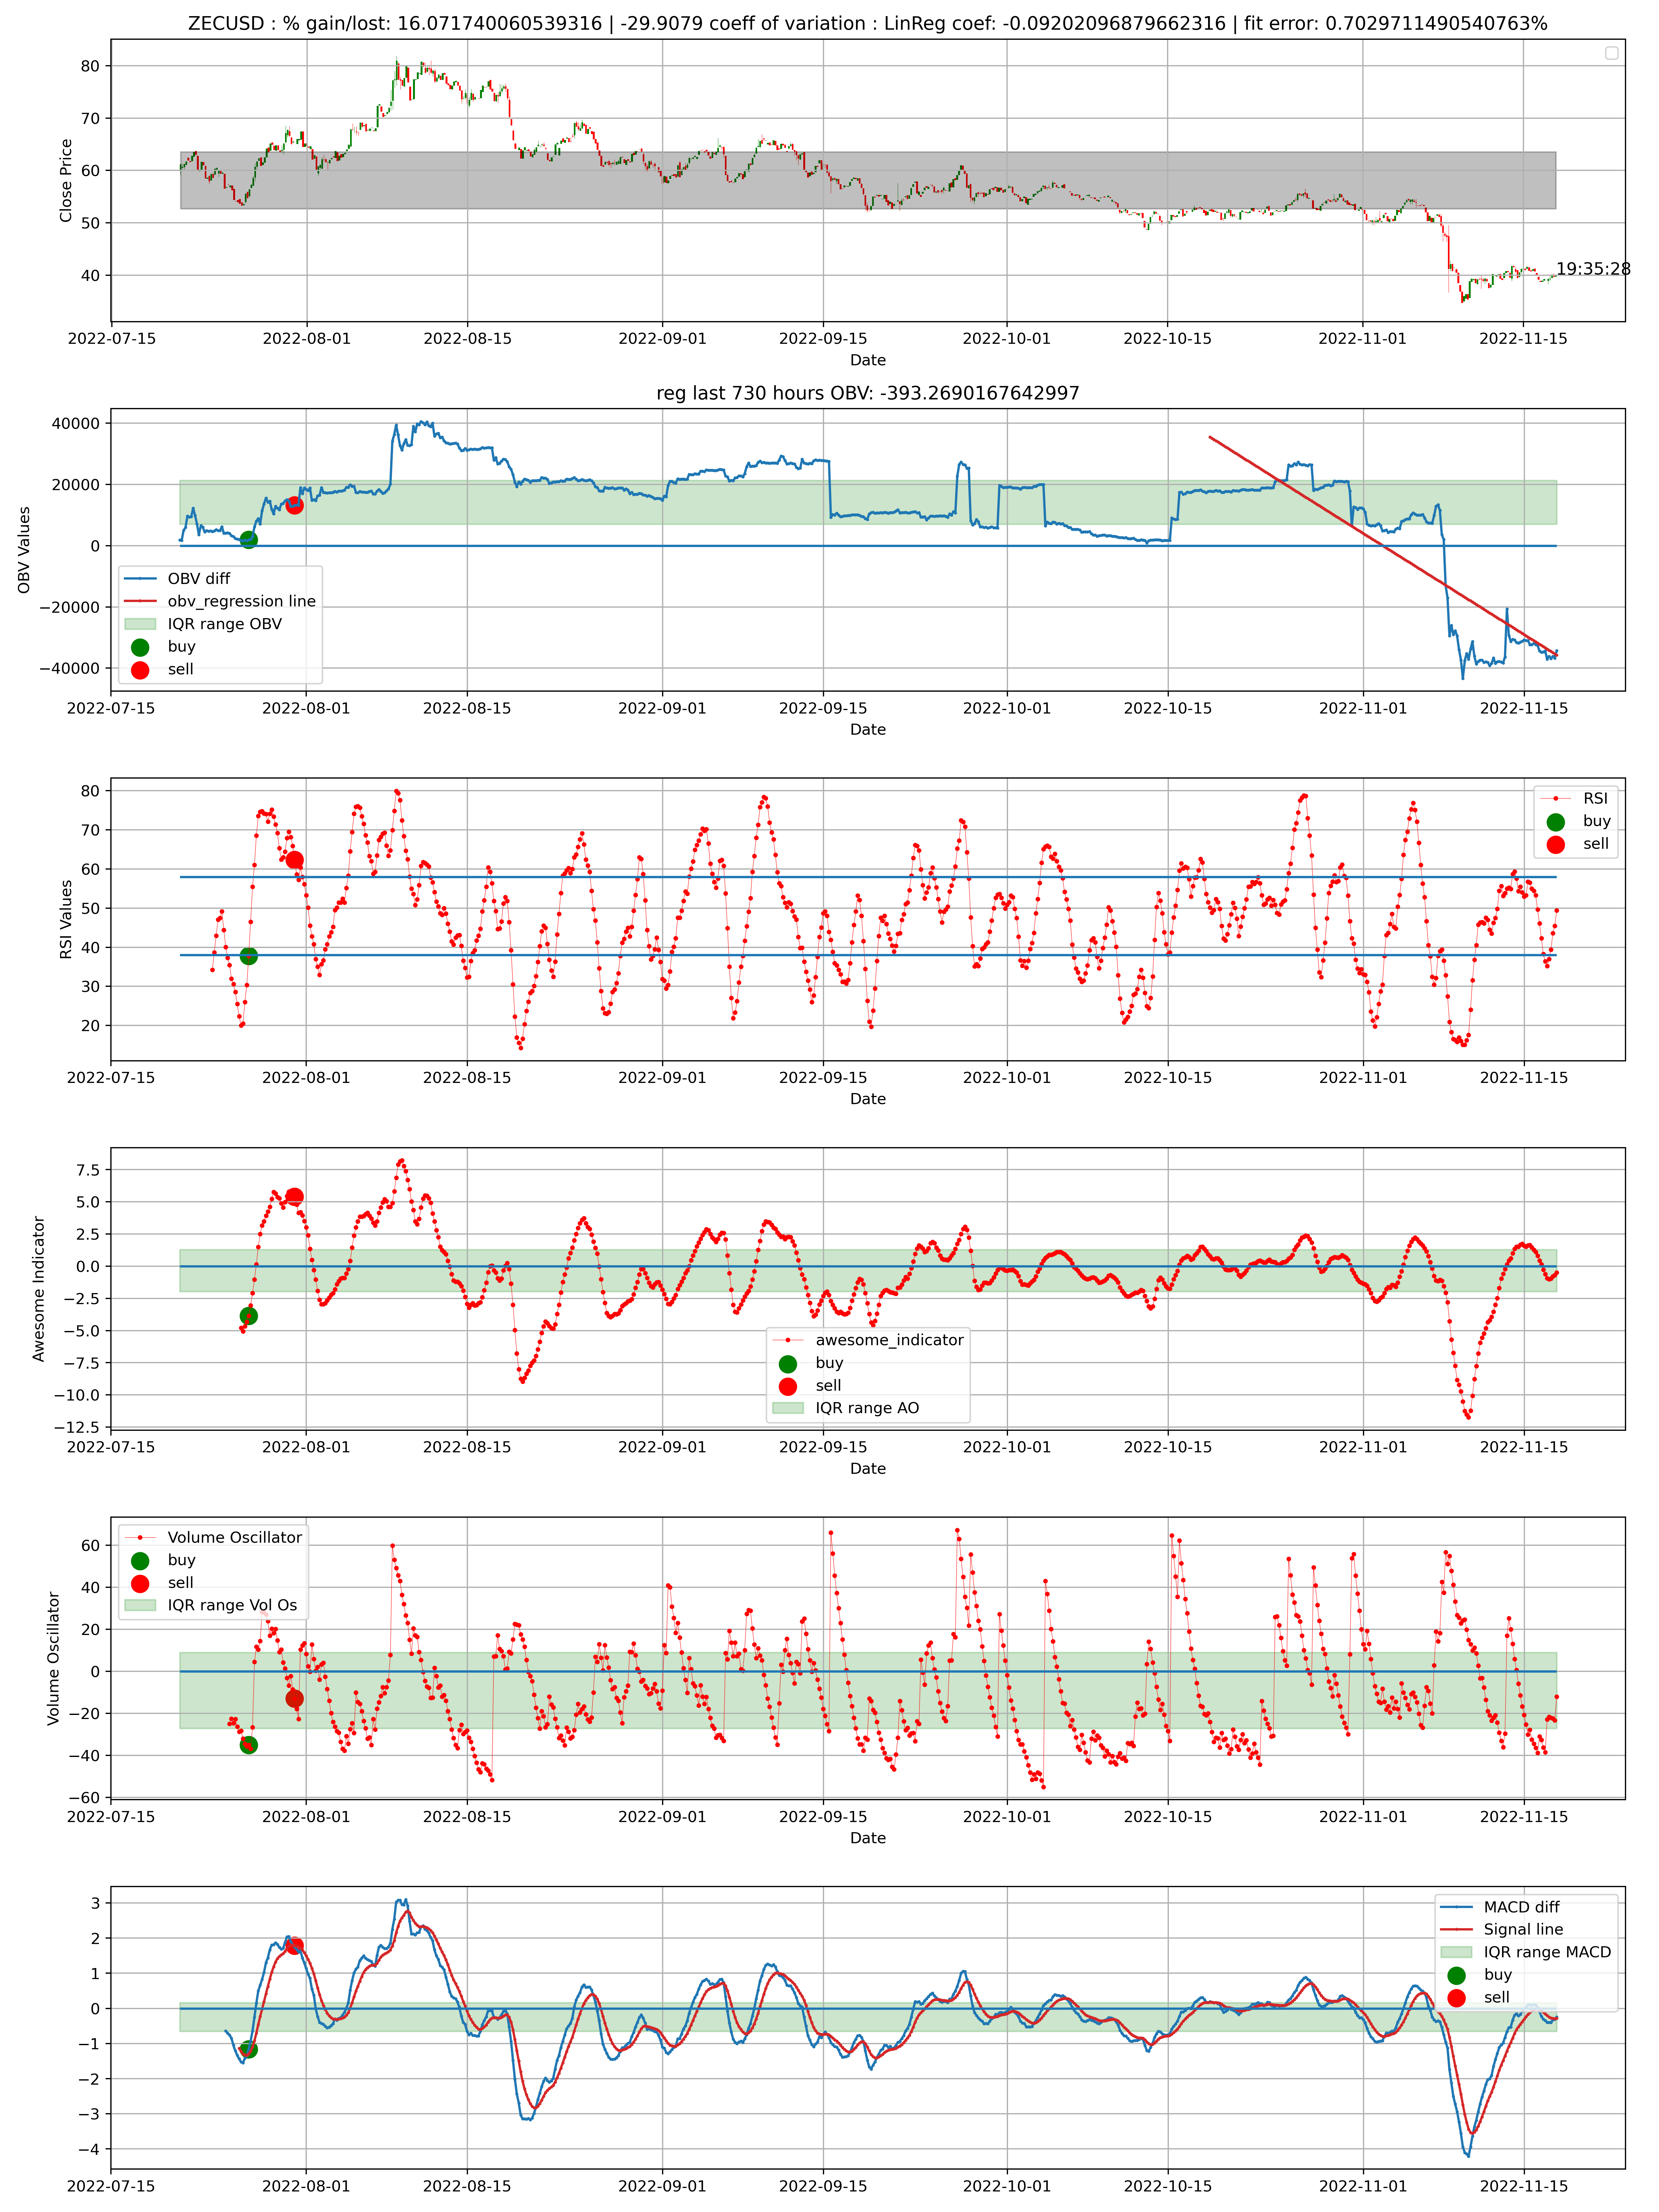 ZECUSD : % gain/lost: 16.071740060539316 | -29.9079 coeff of variation : LinReg coef: -0.09202096879662316 | fit error: 0.7029711490540763%
80
70
60
50
40
Close Price
19:35:28
2022-07-15 2022-08-01 2022-08-15 2022-09-01 2022-09-15 2022-10-01 2022-10-15 2022-11-01 2022-11-15
Date
reg last 730 hours OBV: -393.2690167642997
40000
20000
0
−20000
−40000
OBV Values
OBV diff
obv_regression line
IQR range OBV
buy
sell
2022-07-15 2022-08-01 2022-08-15 2022-09-01 2022-09-15 2022-10-01 2022-10-15 2022-11-01 2022-11-15
Date
80
70
60
50
40
30
20
RSI Values
RSI
buy
sell
2022-07-15 2022-08-01 2022-08-15 2022-09-01 2022-09-15 2022-10-01 2022-10-15 2022-11-01 2022-11-15
Date
7.5
5.0
2.5
0.0
−2.5
−5.0
−7.5
−10.0
−12.5
Awesome Indicator
awesome_indicator
buy
sell
IQR range AO
2022-07-15 2022-08-01 2022-08-15 2022-09-01 2022-09-15 2022-10-01 2022-10-15 2022-11-01 2022-11-15
Date
60
40
20
0
−20
−40
−60
Volume Oscillator
Volume Oscillator
buy
sell
IQR range Vol Os
2022-07-15 2022-08-01 2022-08-15 2022-09-01 2022-09-15 2022-10-01 2022-10-15 2022-11-01 2022-11-15
Date
3
2
1
0
−1
−2
−3
−4
MACD diff
Signal line
IQR range MACD
buy
sell
2022-07-15 2022-08-01 2022-08-15 2022-09-01 2022-09-15 2022-10-01 2022-10-15 2022-11-01 2022-11-15